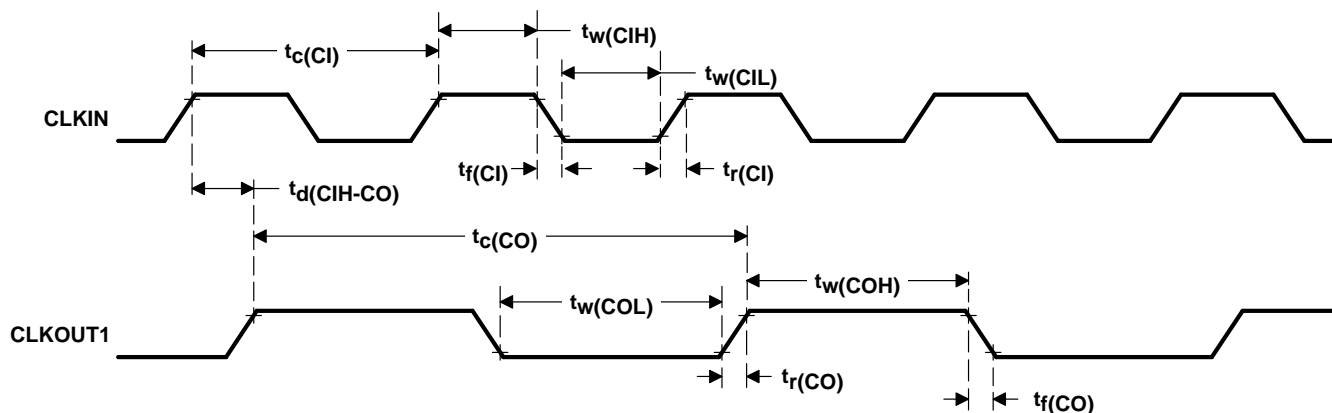 tw(CIH)
tc(CI)
tw(CIL)
CLKIN
tf(CI)
tr(CI)
td(CIH-CO)
tc(CO)
tw(COH)
tw(COL)
CLKOUT1
tr(CO)
tf(CO)